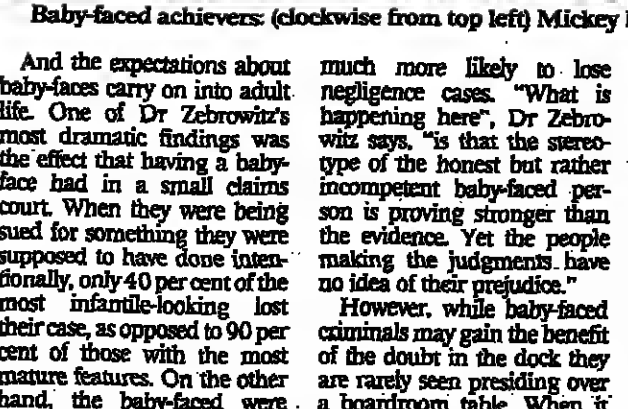 Baby-faced achievers: (clockwise from top left) Mickey
And the expectations about
baby-faces carry on into adult
life. One of Dr Zebrowitz's
most dramatic findings was
the effect that having a baby-
face had in a small claims
court. When they were being
sued for something they were
supposed to have done inten-
tionally, only 40 per cent of the
most infantile-looking lost
their case, as opposed to 90 per
cent of those with the most
mature features. On the other
hand, the baby-faced were
much more likely to lose
negligence cases. "What is
happening here", Dr Zebro-
witz says, "is that the stereo-
type of the honest but rather
incompetent baby-faced per-
son is proving stronger than
the evidence. Yet the people
making the judgments have
no idea of their prejudice."
However, while baby-faced
criminals may gain the benefit
of the doubt in the dock they
are rarely seen presiding over
a boardroom table. When it